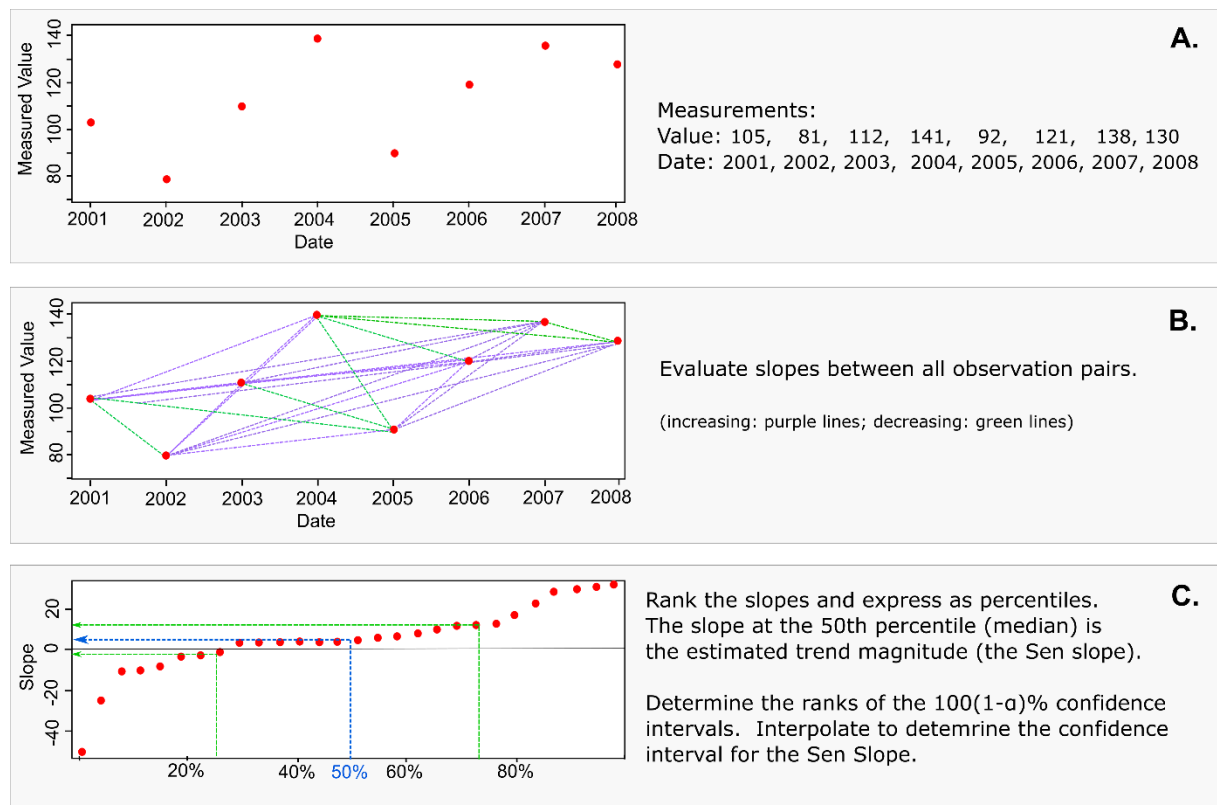 A.
140
120
100
80
Measured Value
2001 2002 2003 2004 2005 2006 2007 2008
Date
Measurements:
Value: 105, 81, 112, 141, 92, 121, 138, 130
Date: 2001, 2002, 2003, 2004, 2005, 2006, 2007, 2008
B.
140
120
100
80
Measured Value
2001 2002 2003 2004 2005 2006 2007 2008
Date
Evaluate slopes between all observation pairs.
(increasing: purple lines; decreasing: green lines)
C.
20
0
-20
-40
Slope
20% 40% 50% 60% 80%
Rank the slopes and express as percentiles.
The slope at the 50th percentile (median) is
the estimated trend magnitude (the Sen slope).
Determine the ranks of the 100(1-α)% confidence
intervals. Interpolate to detemrine the confidence
interval for the Sen Slope.